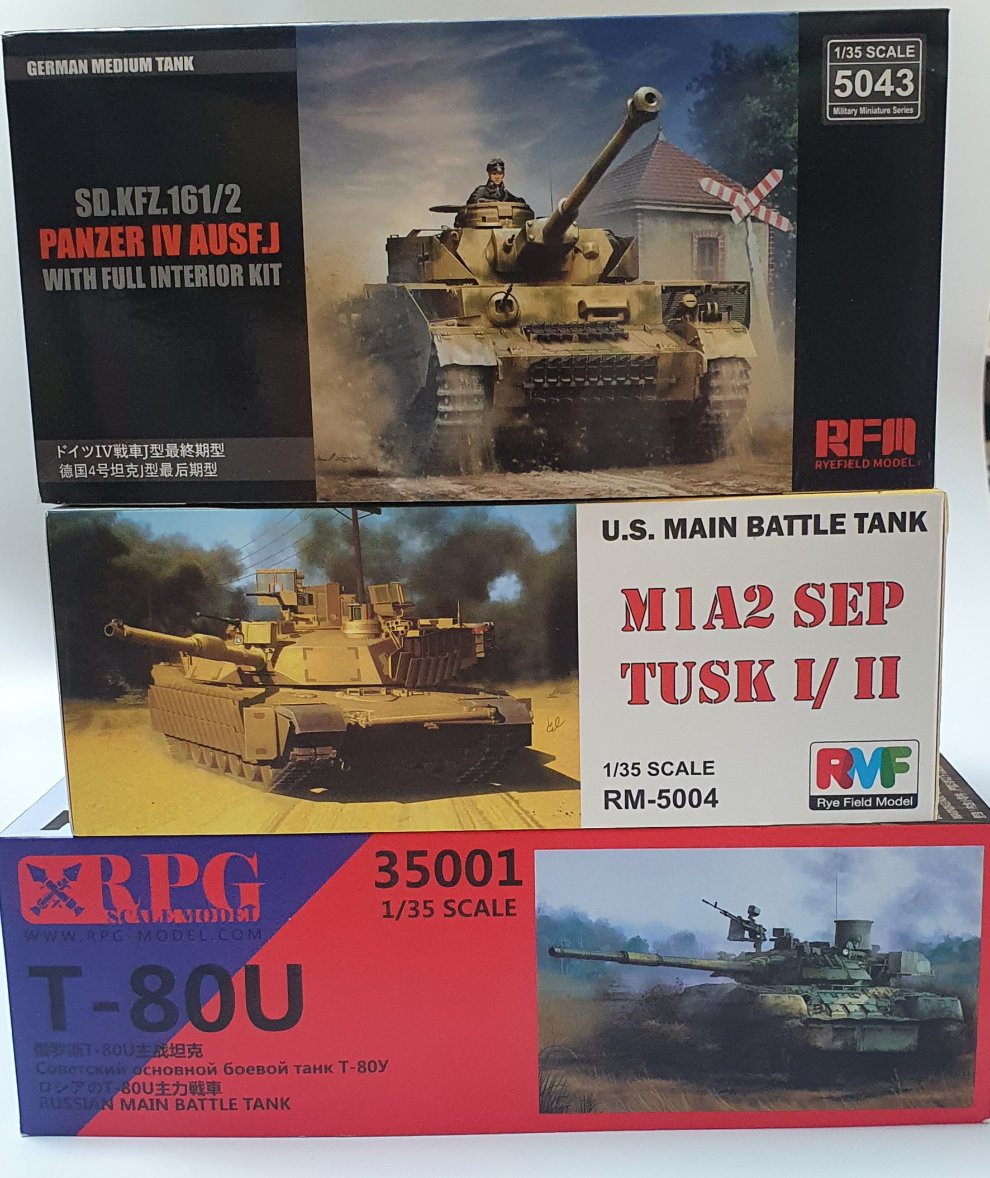 GERMAN MEDIUM TANK
1/35 SCALE
5043
Military Miniature Series
SD.KFZ.161/2
PANZER IV AUSF.J
WITH FULL INTERIOR KIT
ドイツIV戦車J型最終期型
德国4号坦克J型最后期型
RFM
RYEFIELD MODEL
U.S. MAIN BATTLE TANK
M1A2 SEP
TUSK I/ II
1/35 SCALE
RM-5004
RMF
Rye Field Model
RPG
SCALE MODEL
WWW.RPG-MODEL.COM
35001
1/35 SCALE
T-80U
俄罗斯T-80U主战坦克
Советский основной боевой танк Т-80У
ロシアのT-80U主力戦車
RUSSIAN MAIN BATTLE TANK